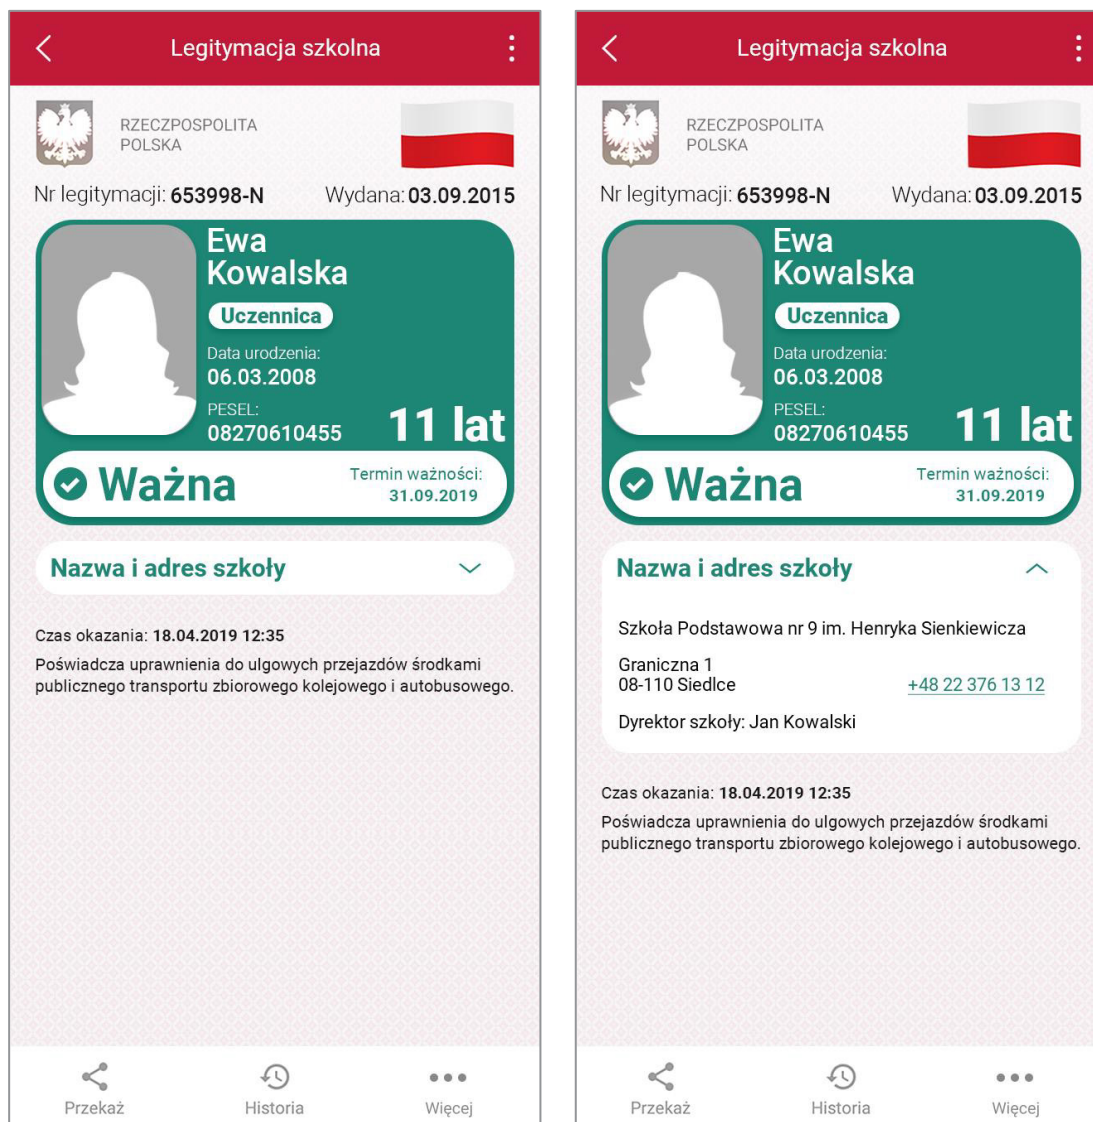 Legitymacja szkolna
RZECZPOSPOLITA
POLSKA
Nr legitymacji: 653998-N Wydana: 03.09.2015
Ewa
Kowalska
Uczennica
Data urodzenia:
06.03.2008
PESEL:
08270610455
11 lat
Ważna
Termin ważności:
31.09.2019
Nazwa i adres szkoły
Czas okazania: 18.04.2019 12:35
Poświadcza uprawnienia do ulgowych przejazdów środkami
publicznego transportu zbiorowego kolejowego i autobusowego.
Przekaż Historia Więcej
Legitymacja szkolna
RZECZPOSPOLITA
POLSKA
Nr legitymacji: 653998-N Wydana: 03.09.2015
Ewa
Kowalska
Uczennica
Data urodzenia:
06.03.2008
PESEL:
08270610455
11 lat
Ważna
Termin ważności:
31.09.2019
Nazwa i adres szkoły
Szkoła Podstawowa nr 9 im. Henryka Sienkiewicza
Graniczna 1
08-110 Siedlce +48 22 376 13 12
Dyrektor szkoły: Jan Kowalski
Czas okazania: 18.04.2019 12:35
Poświadcza uprawnienia do ulgowych przejazdów środkami
publicznego transportu zbiorowego kolejowego i autobusowego.
Przekaż Historia Więcej